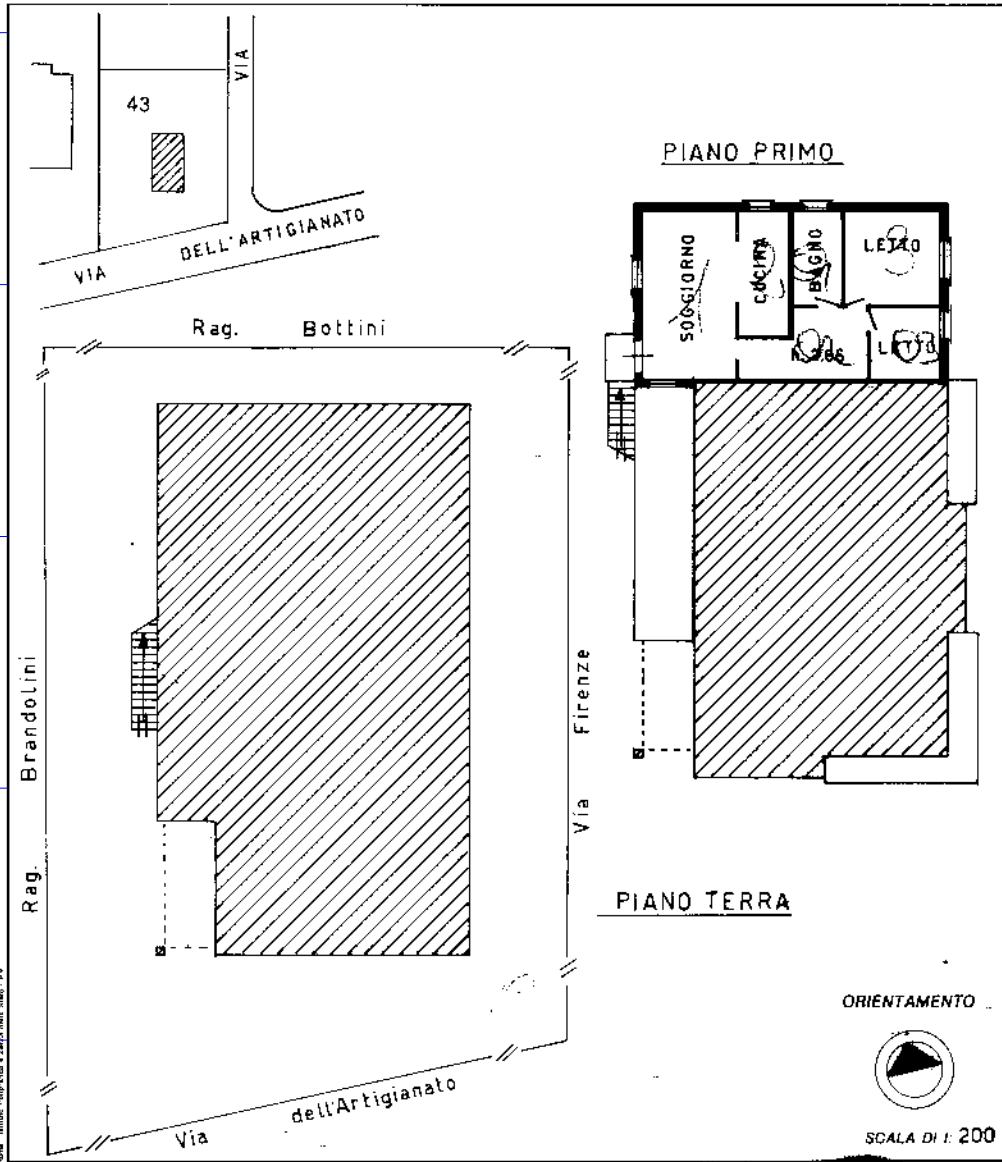 VIA
43
VIA DELL'ARTIGIANATO
PIANO PRIMO
SOGGIORNO
CUCINA
BAGNO
LETTO
LETTO
Rag. Bottini
Rag. Brandolini
Via Firenze
PIANO TERRA
Via dell'Artigianato
ORIENTAMENTO
SCALA DI 1: 200